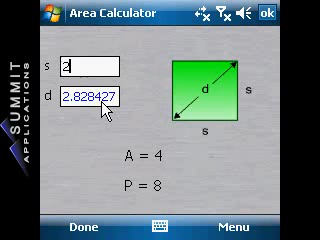 Area Calculator
ok
s 2
d 2.828427
d
s
s
A = 4
P = 8
Done
Menu
SUMMIT
APPLICATIONS